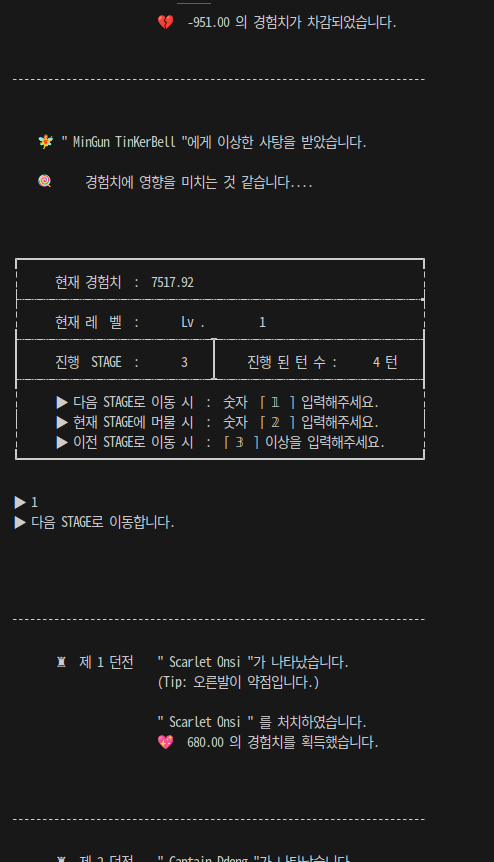 💔 -951.00 의 경험치가 차감되었습니다.
🧚 " MinGun TinKerBell "에게 이상한 사탕을 받았습니다.
🍭 경험치에 영향을 미치는 것 같습니다....
현재 경험치 : 7517.92
현재 레 벨 : Lv . 1
진행 STAGE : 3 진행 된 턴 수 : 4 턴
▶ 다음 STAGE로 이동 시 : 숫자 「 1 」 입력해주세요.
▶ 현재 STAGE에 머물 시 : 숫자 「 2 」 입력해주세요.
▶ 이전 STAGE로 이동 시 : 「 3 」 이상을 입력해주세요.
▶ 1
▶ 다음 STAGE로 이동합니다.
♜ 제 1 던전 " Scarlet Onsi "가 나타났습니다.
(Tip: 오른발이 약점입니다.)
" Scarlet Onsi " 를 처치하였습니다.
💖 680.00 의 경험치를 획득했습니다.
♜ 제 2 던전 " Captain Ddong "가 나타났습니다.